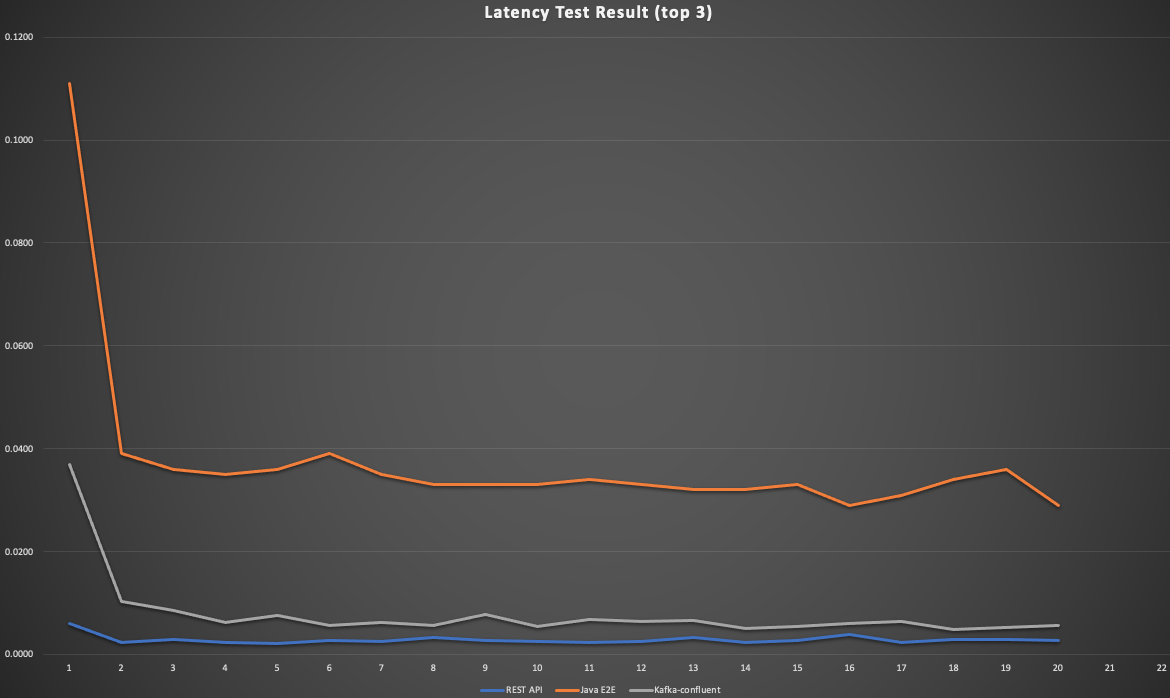 Latency Test Result (top 3)
0.1200
0.1000
0.0800
0.0600
0.0400
0.0200
0.0000
1 2 3 4 5 6 7 8 9 10 11 12 13 14 15 16 17 18 19 20 21 22
REST API Java E2E Kafka-confluent